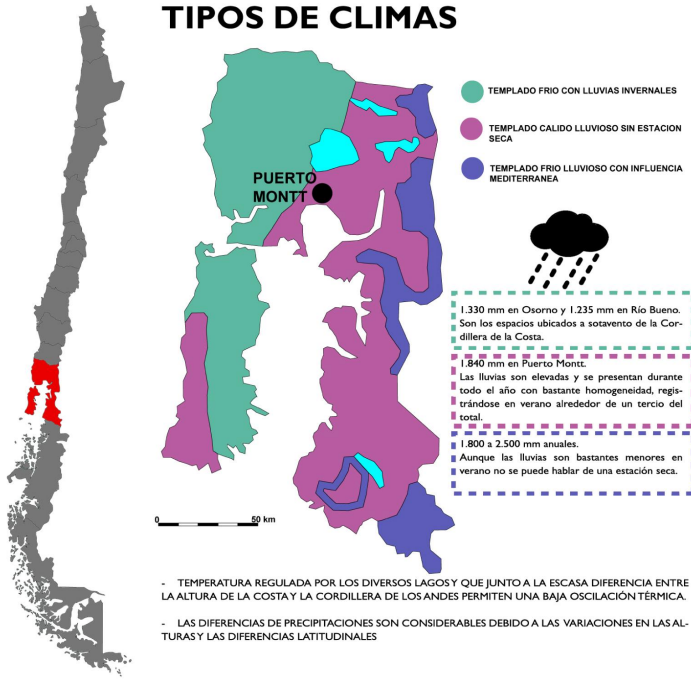 TIPOS DE CLIMAS
TEMPLADO FRIO CON LLUVIAS INVERNALES
TEMPLADO CALIDO LLUVIOSO SIN ESTACION
SECA
TEMPLADO FRIO LLUVIOSO CON INFLUENCIA
MEDITERRANEA
PUERTO
MONTT
1.330 mm en Osorno y 1.235 mm en Río Bueno.
Son los espacios ubicados a sotavento de la Cor-
dillera de la Costa.
1.840 mm en Puerto Montt.
Las lluvias son elevadas y se presentan durante
todo el año con bastante homogeneidad, regis-
trándose en verano alrededor de un tercio del
total.
1.800 a 2.500 mm anuales.
Aunque las lluvias son bastantes menores en
verano no se puede hablar de una estación seca.
0 50 km
- TEMPERATURA REGULADA POR LOS DIVERSOS LAGOS Y QUE JUNTO A LA ESCASA DIFERENCIA ENTRE
LA ALTURA DE LA COSTA Y LA CORDILLERA DE LOS ANDES PERMITEN UNA BAJA OSCILACIÓN TÉRMICA.
- LAS DIFERENCIAS DE PRECIPITACIONES SON CONSIDERABLES DEBIDO A LAS VARIACIONES EN LAS AL-
TURAS Y LAS DIFERENCIAS LATITUDINALES